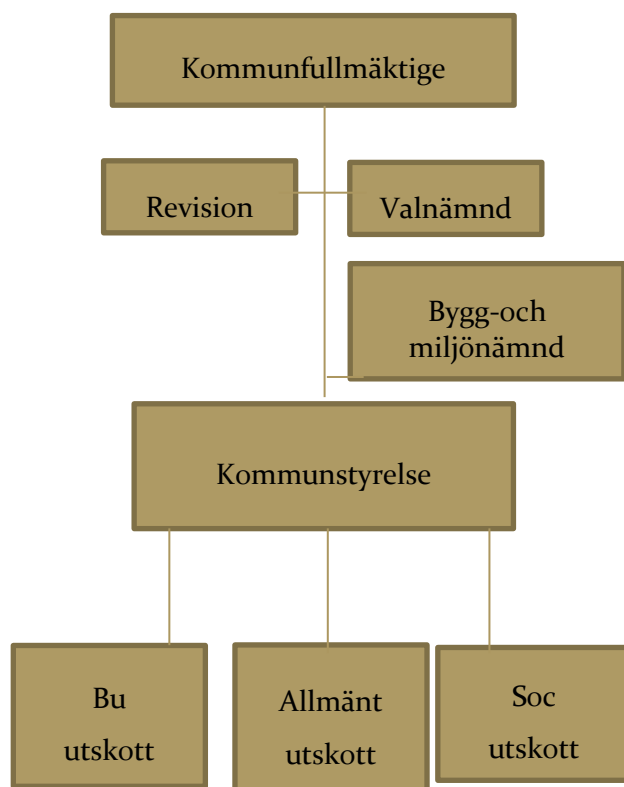 Kommunfullmäktige
Revision
Valnämnd
Bygg-och
miljönämnd
Kommunstyrelse
Bu
utskott
Allmänt
utskott
Soc
utskott